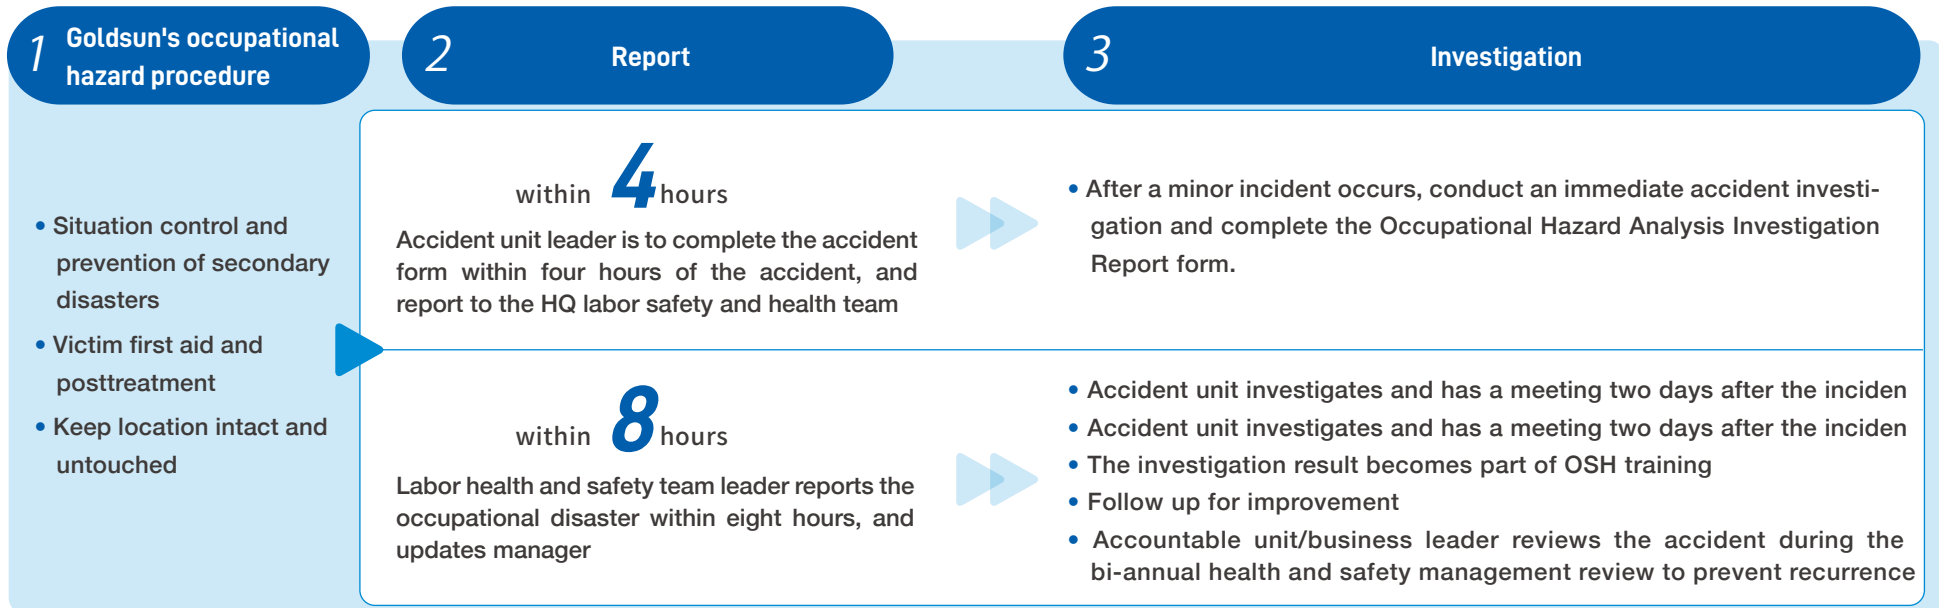 1
Goldsun's occupational
hazard procedure
• Situation control and
prevention of secondary
disasters
• Victim first aid and
posttreatment
• Keep location intact and
untouched
2
Report
within 4 hours
Accident unit leader is to complete the accident
form within four hours of the accident, and
report to the HQ labor safety and health team
within 8 hours
Labor health and safety team leader reports the
occupational disaster within eight hours, and
updates manager
3
Investigation
• After a minor incident occurs, conduct an immediate accident investi-
gation and complete the Occupational Hazard Analysis Investigation
Report form.
• Accident unit investigates and has a meeting two days after the inciden
• Accident unit investigates and has a meeting two days after the inciden
• The investigation result becomes part of OSH training
• Follow up for improvement
• Accountable unit/business leader reviews the accident during the
bi-annual health and safety management review to prevent recurrence